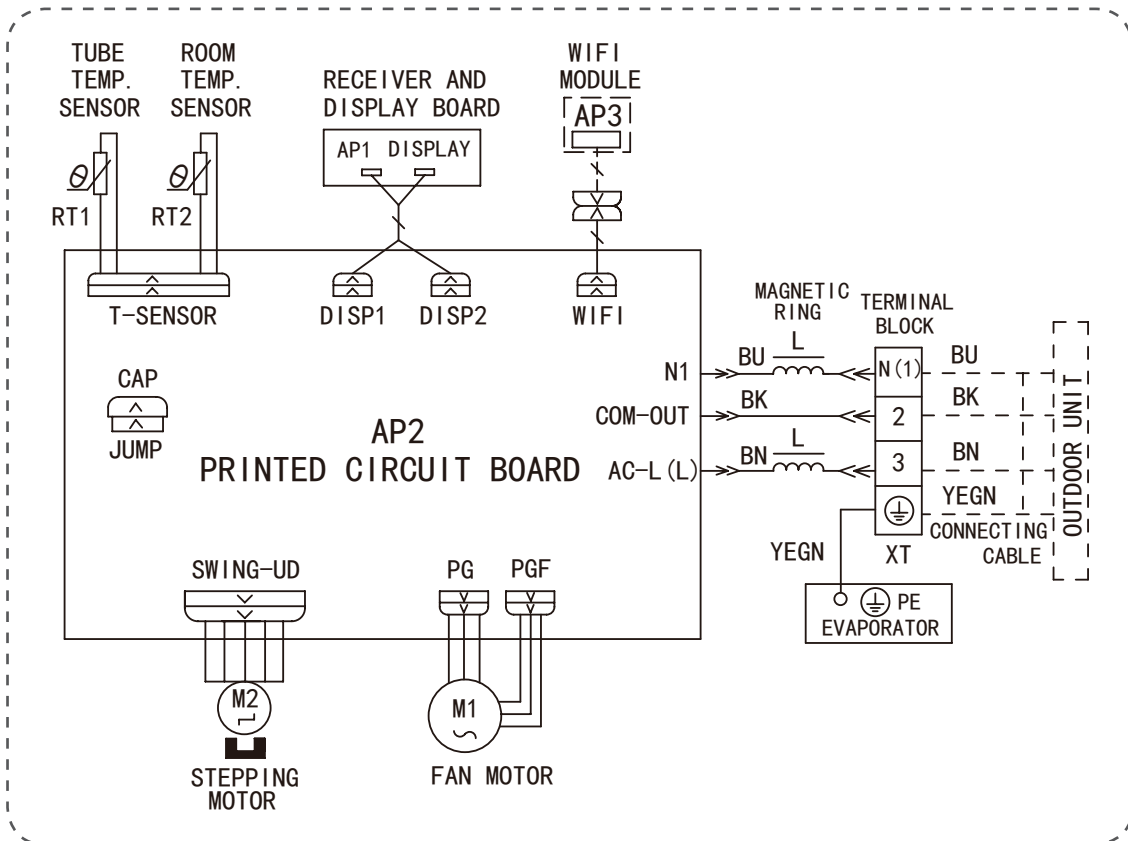 TUBE
TEMP.
SENSOR
ROOM
TEMP.
SENSOR
RECEIVER AND
DISPLAY BOARD
WIFI
MODULE
AP3
AP1 DISPLAY
θ
RT1
θ
RT2
T-SENSOR
DISP1
DISP2
WIFI
MAGNETIC
RING
TERMINAL
BLOCK
CAP
JUMP
AP2
PRINTED CIRCUIT BOARD
N1
BU
L
N(1)
BU
COM-OUT
BK
2
BK
AC-L(L)
BN
L
3
BN
YEGN
OUTDOOR UNIT
CONNECTING
CABLE
XT
YEGN
PE
EVAPORATOR
SWING-UD
PG
PGF
M2
M1
STEPPING
MOTOR
FAN MOTOR